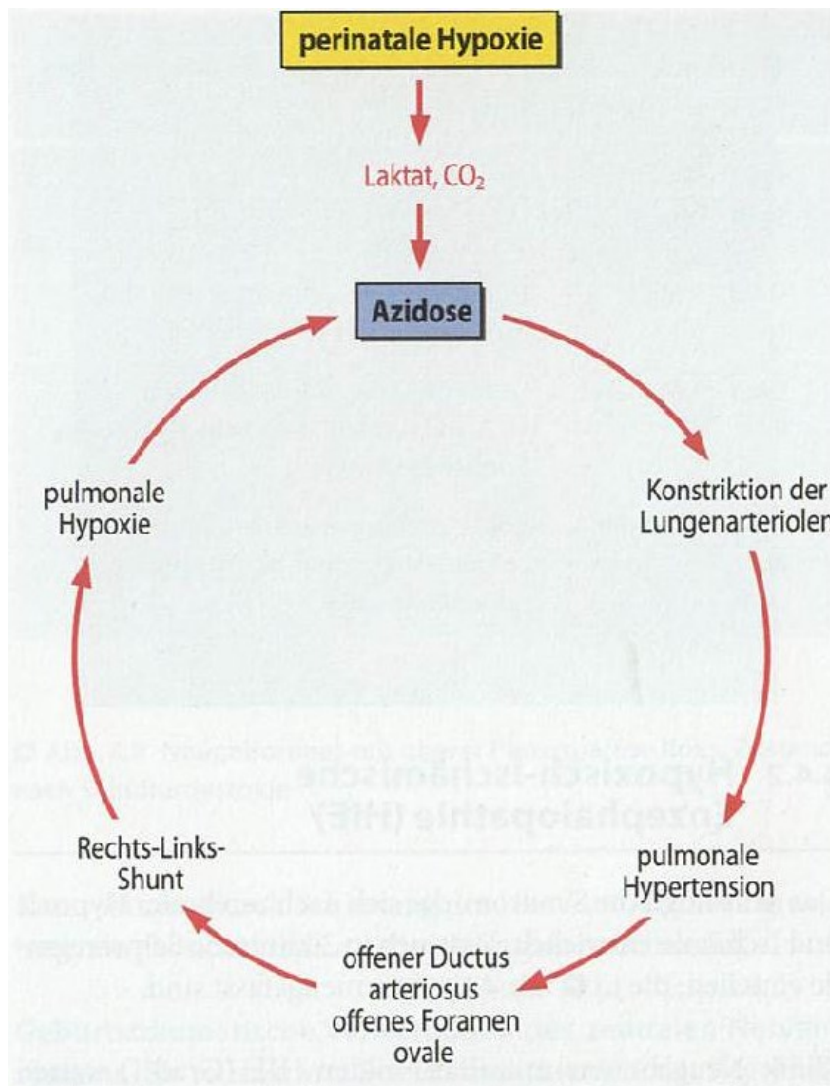 perinatale Hypoxie
Laktat, CO₂
Azidose
Konstriktion der
Lungenarteriolen
pulmonale
Hypertension
offener Ductus
arteriosus
offenes Foramen
ovale
Rechts-Links-
Shunt
pulmonale
Hypoxie